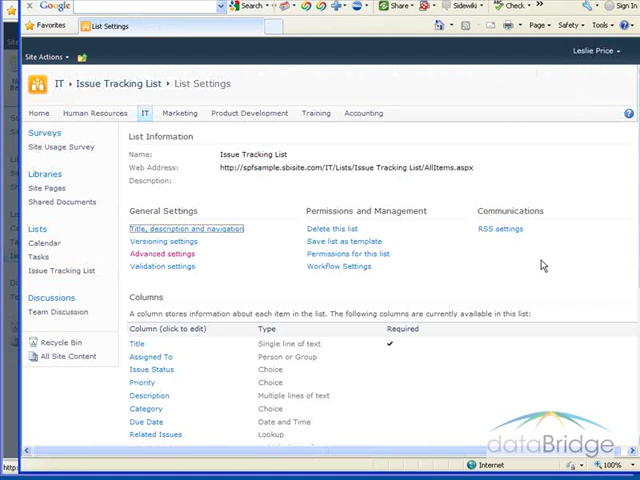 Google
Search
Share
Sidewiki
Check
Sign In
Favorites
List Settings
Page
Safety
Tools
Site Actions
Leslie Price
IT ▸ Issue Tracking List ▸ List Settings
Home Human Resources IT Marketing Product Development Training Accounting
Surveys
Site Usage Survey
Libraries
Site Pages
Shared Documents
Lists
Calendar
Tasks
Issue Tracking List
Discussions
Team Discussion
Recycle Bin
All Site Content
List Information
Name: Issue Tracking List
Web Address: http://spfsample.sbisite.com/IT/Lists/Issue Tracking List/AllItems.aspx
Description:
General Settings
Title, description and navigation
Versioning settings
Advanced settings
Validation settings
Permissions and Management
Delete this list
Save list as template
Permissions for this list
Workflow Settings
Communications
RSS settings
Columns
A column stores information about each item in the list. The following columns are currently available in this list:
Column (click to edit) Type Required
Title Single line of text
Assigned To Person or Group
Issue Status Choice
Priority Choice
Description Multiple lines of text
Category Choice
Due Date Date and Time
Related Issues Lookup
dataBridge
Internet
100%